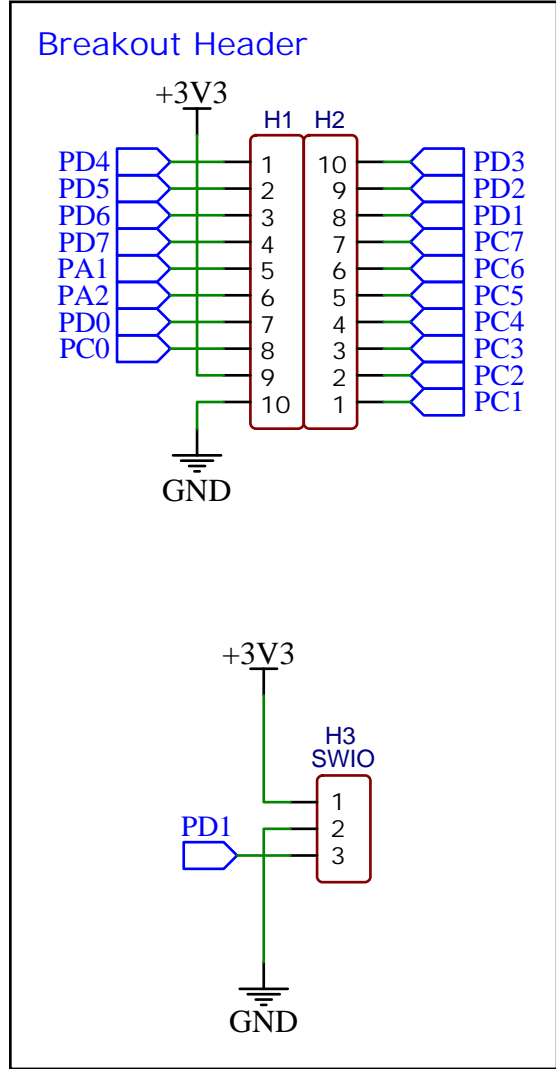 Breakout Header
+3V3
H1 H2
PD4 1 10 PD3
PD5 2 9 PD2
PD6 3 8 PD1
PD7 4 7 PC7
PA1 5 6 PC6
PA2 6 5 PC5
PD0 7 4 PC4
PC0 8 3 PC3
9 2 PC2
10 1 PC1
GND
+3V3
H3
SWIO
1
PD1 2
3
GND